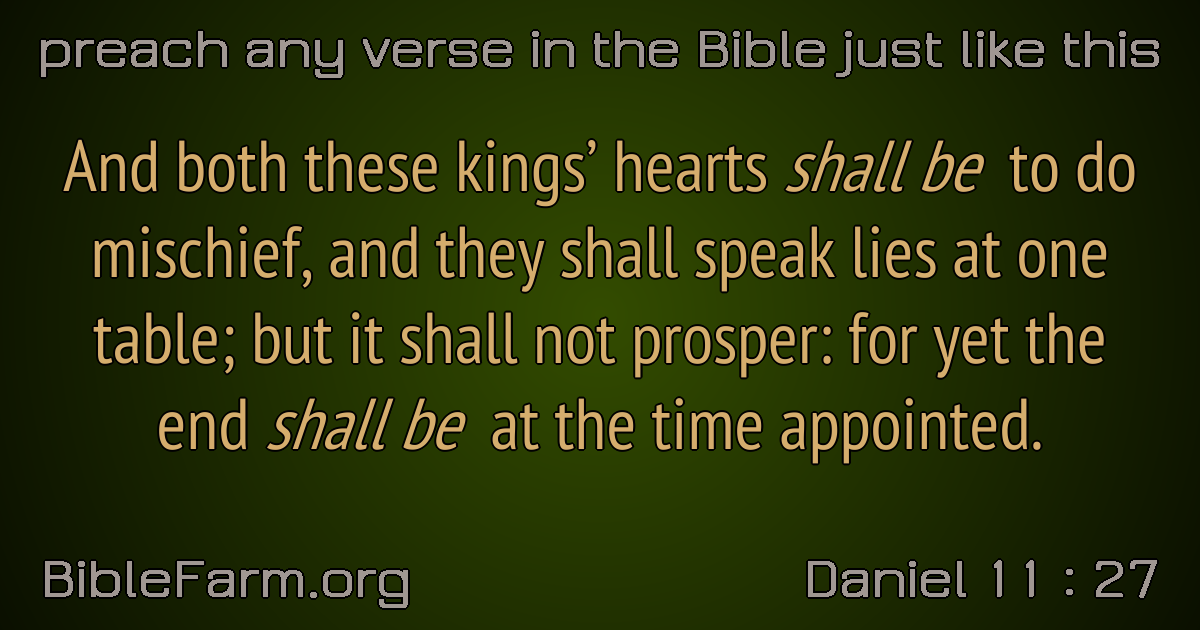 preach any verse in the Bible just like this
And both these kings’ hearts shall be to do
mischief, and they shall speak lies at one
table; but it shall not prosper: for yet the
end shall be at the time appointed.
BibleFarm.org
Daniel 11 : 27